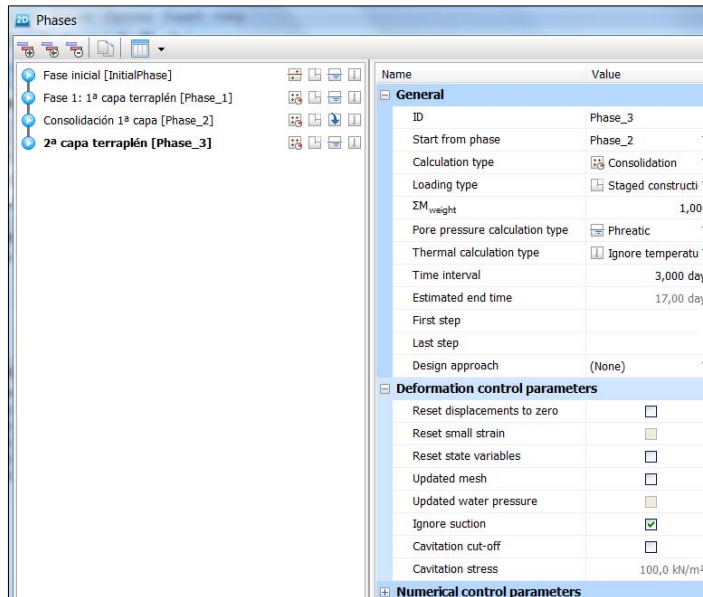 2D Phases
Fase inicial [InitialPhase]
Fase 1: 1ª capa terraplén [Phase_1]
Consolidación 1ª capa [Phase_2]
2ª capa terraplén [Phase_3]
Name Value
General
ID Phase_3
Start from phase Phase_2
Calculation type Consolidation
Loading type Staged constructi
ΣMweight 1,000
Pore pressure calculation type Phreatic
Thermal calculation type Ignore temperatu
Time interval 3,000 day
Estimated end time 17,00 day
First step
Last step
Design approach (None)
Deformation control parameters
Reset displacements to zero
Reset small strain
Reset state variables
Updated mesh
Updated water pressure
Ignore suction
Cavitation cut-off
Cavitation stress 100,0 kN/m²
Numerical control parameters